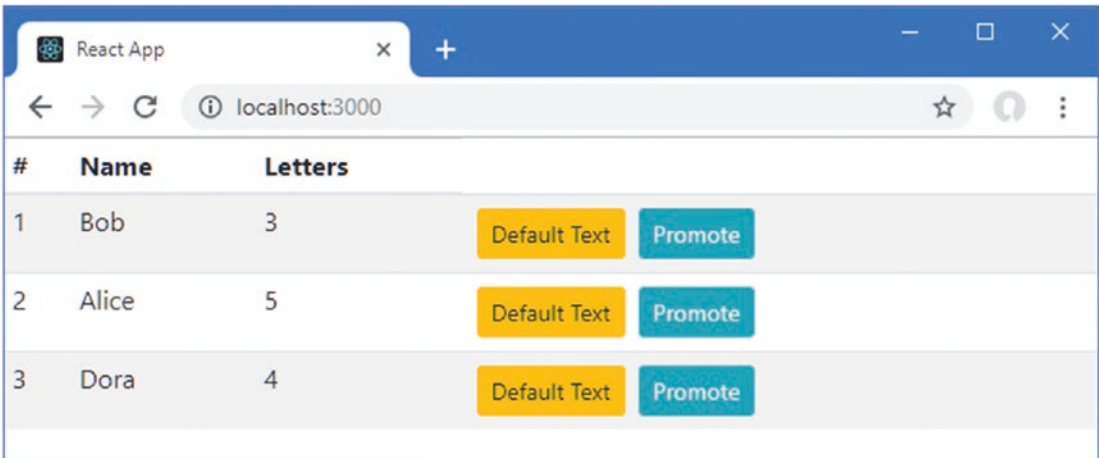 React App
localhost:3000
# Name Letters
1 Bob 3 Default Text Promote
2 Alice 5 Default Text Promote
3 Dora 4 Default Text Promote